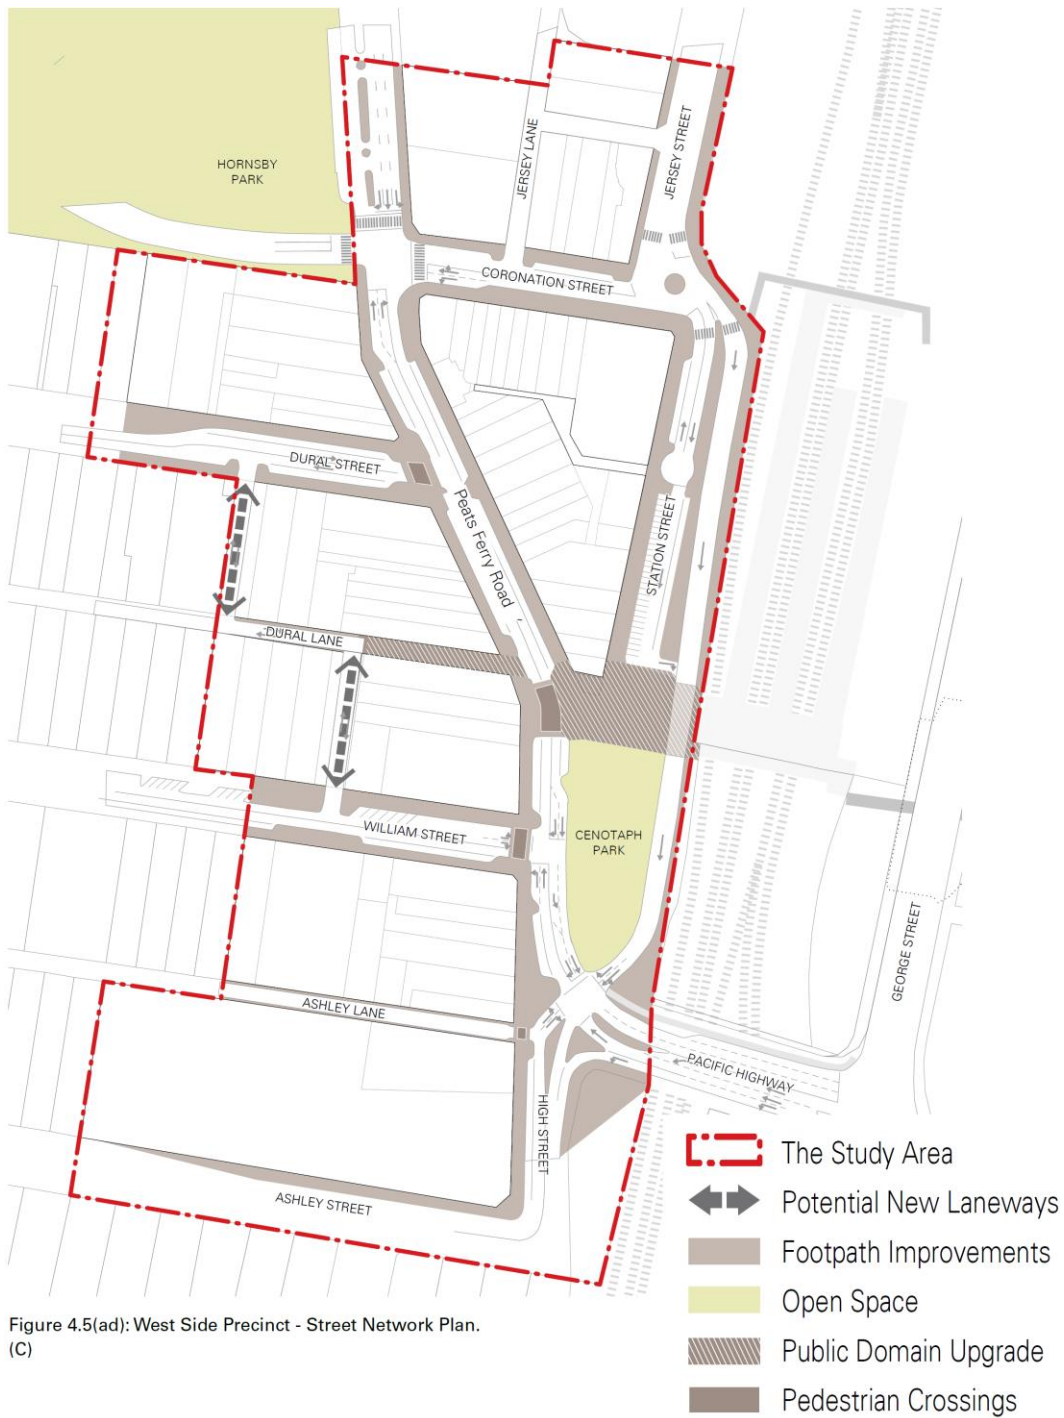 HORNSBY
PARK
JERSEY LANE
JERSEY STREET
CORONATION STREET
DURAL STREET
Peats Ferry Road
STATION STREET
DURAL LANE
WILLIAM STREET
CENOTAPH
PARK
GEORGE STREET
ASHLEY LANE
PACIFIC HIGHWAY
HIGH STREET
ASHLEY STREET
The Study Area
Potential New Laneways
Footpath Improvements
Open Space
Public Domain Upgrade
Pedestrian Crossings
Figure 4.5(ad): West Side Precinct - Street Network Plan.
(C)